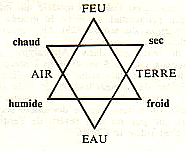 FEU
chaud sec
AIR TERRE
humide froid
EAU